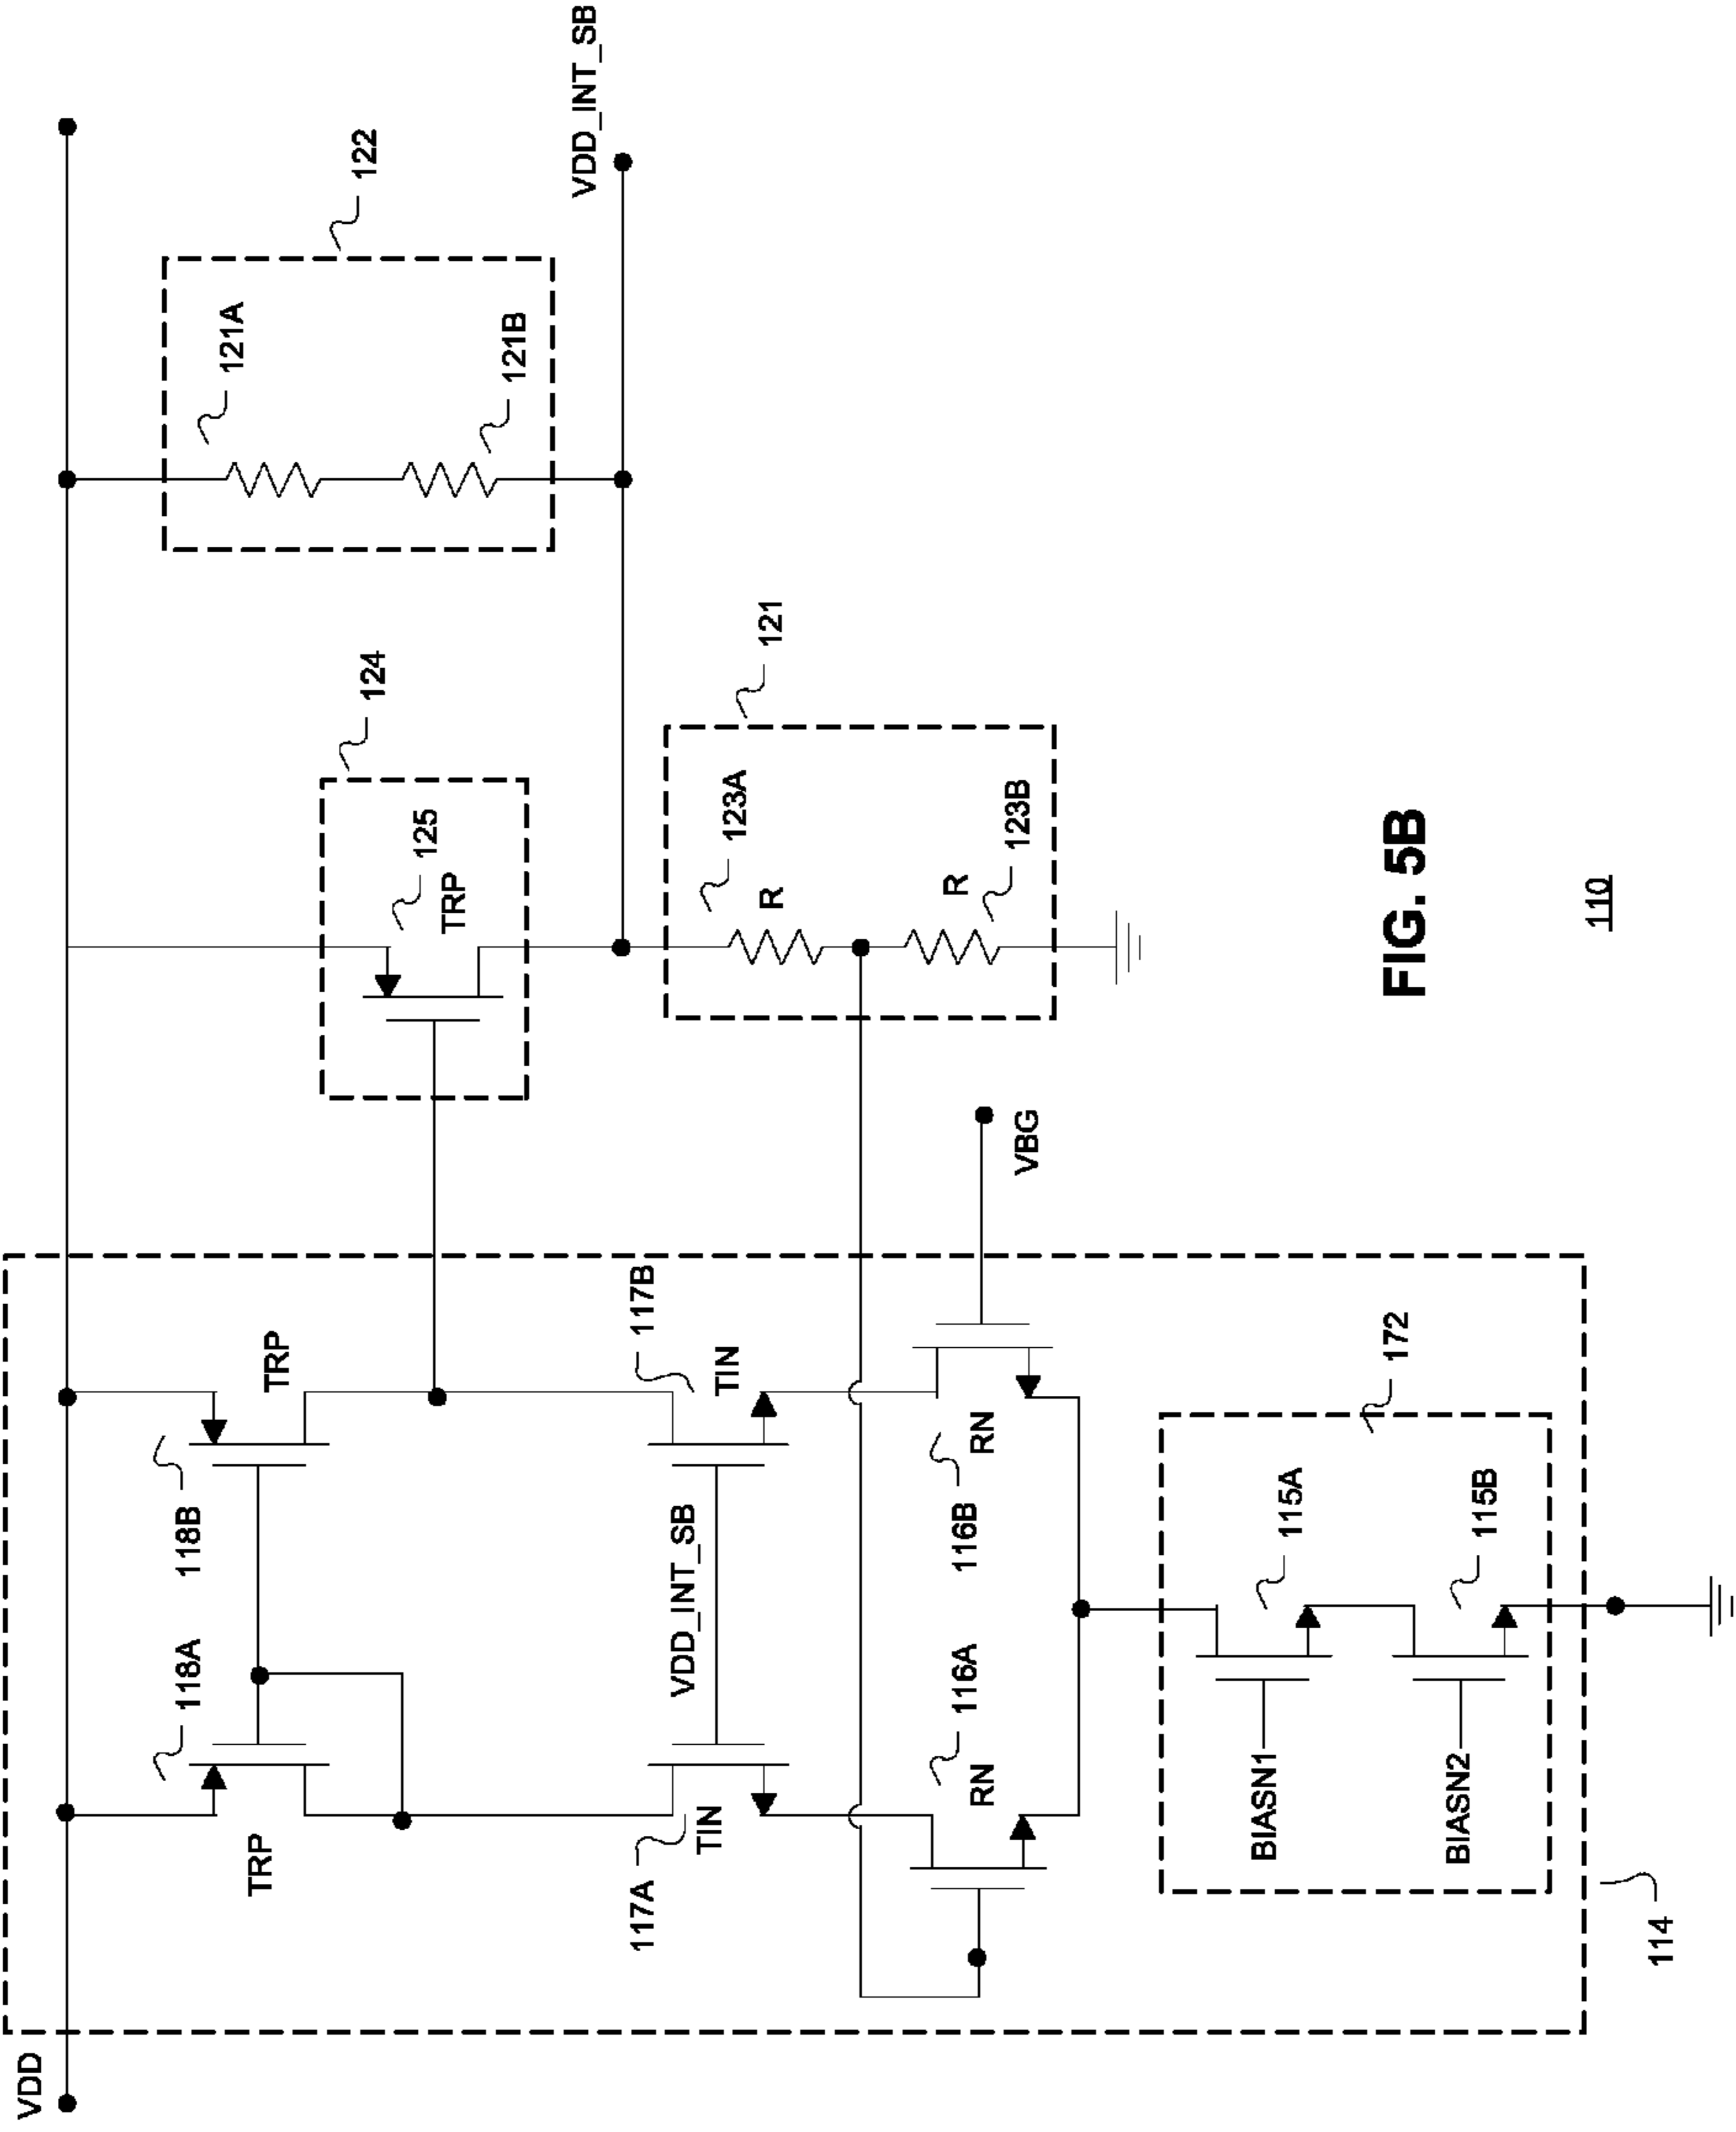 VDD
118A
TRP
118B
TRP
117A
TIN
VDD_INT_SB
TIN
117B
116A
RN
116B
RN
VBG
172
BIASN1
115A
BIASN2
115B
114
124
125
TRP
122
121A
121B
VDD_INT_SB
121
123A
R
R
123B
FIG. 5B
110